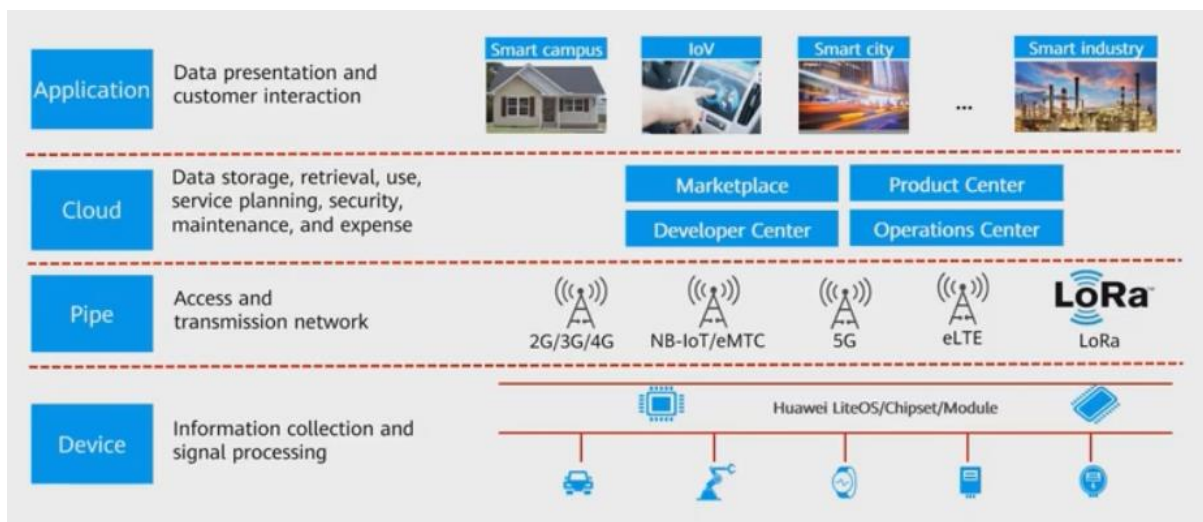 Application
Data presentation and
customer interaction
Smart campus
IoV
Smart city
...
Smart industry
Cloud
Data storage, retrieval, use,
service planning, security,
maintenance, and expense
Marketplace
Product Center
Developer Center
Operations Center
Pipe
Access and
transmission network
2G/3G/4G
NB-IoT/eMTC
5G
eLTE
LoRa™
LoRa
Device
Information collection and
signal processing
Huawei LiteOS/Chipset/Module